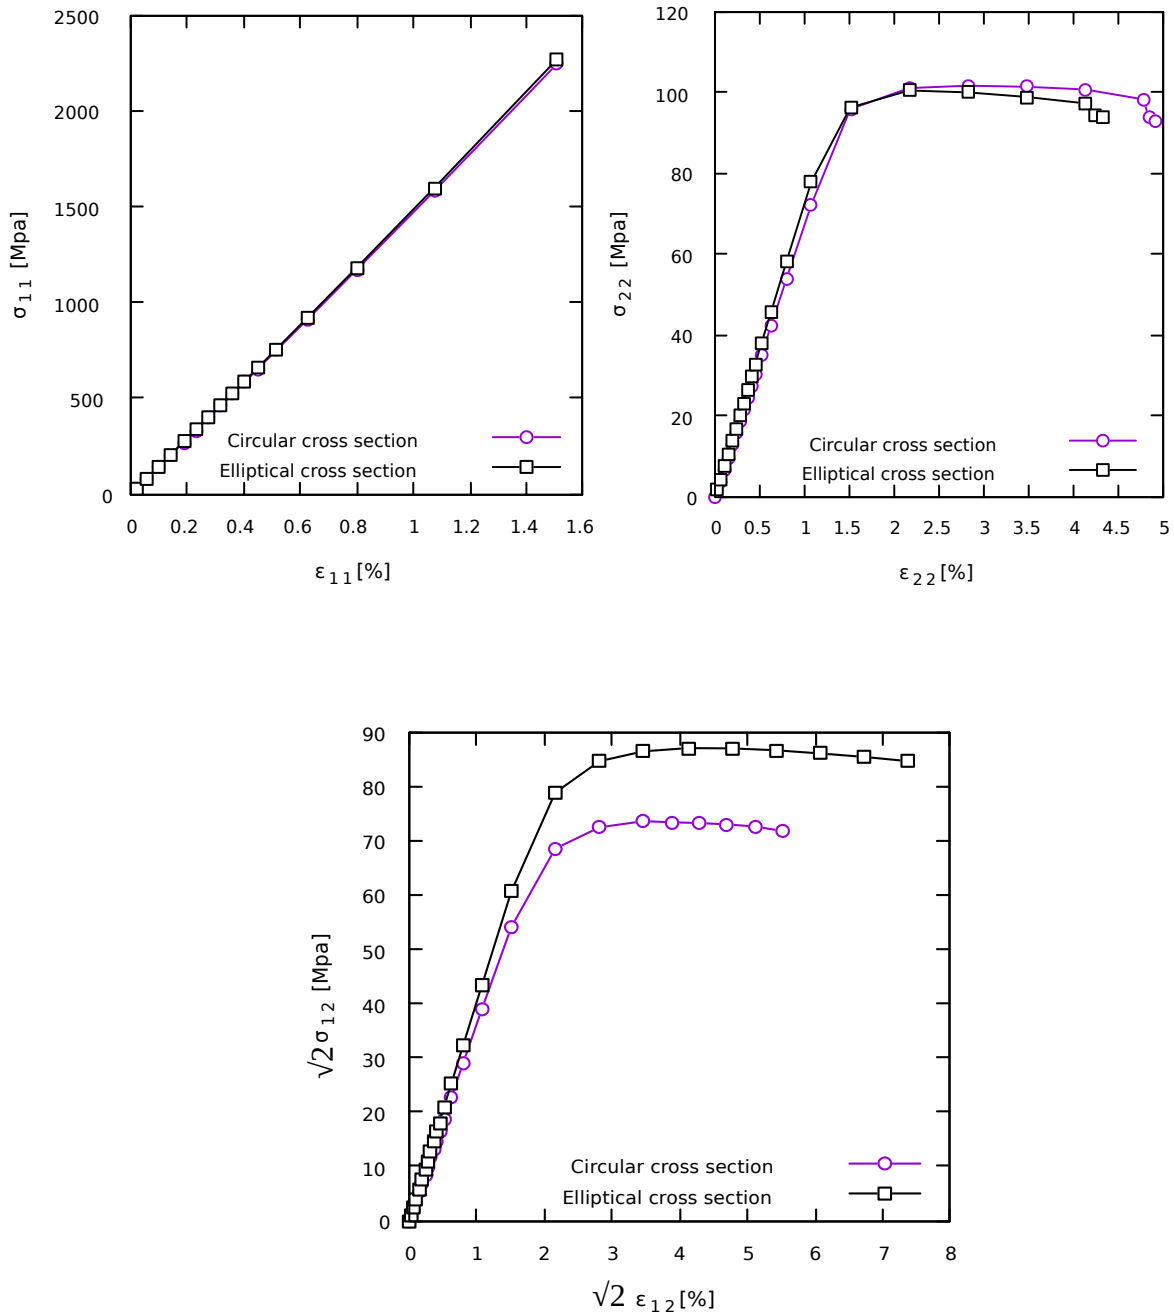 2500
2000
1500
1000
500
0
σ11 [Mpa]
Circular cross section
Elliptical cross section
0 0.2 0.4 0.6 0.8 1 1.2 1.4 1.6
ε11[%]
120
100
80
60
40
20
0
σ22 [Mpa]
Circular cross section
Elliptical cross section
0 0.5 1 1.5 2 2.5 3 3.5 4 4.5 5
ε22[%]
90
80
70
60
50
40
30
20
10
0
√2σ12 [Mpa]
Circular cross section
Elliptical cross section
0 1 2 3 4 5 6 7 8
√2 ε12[%]